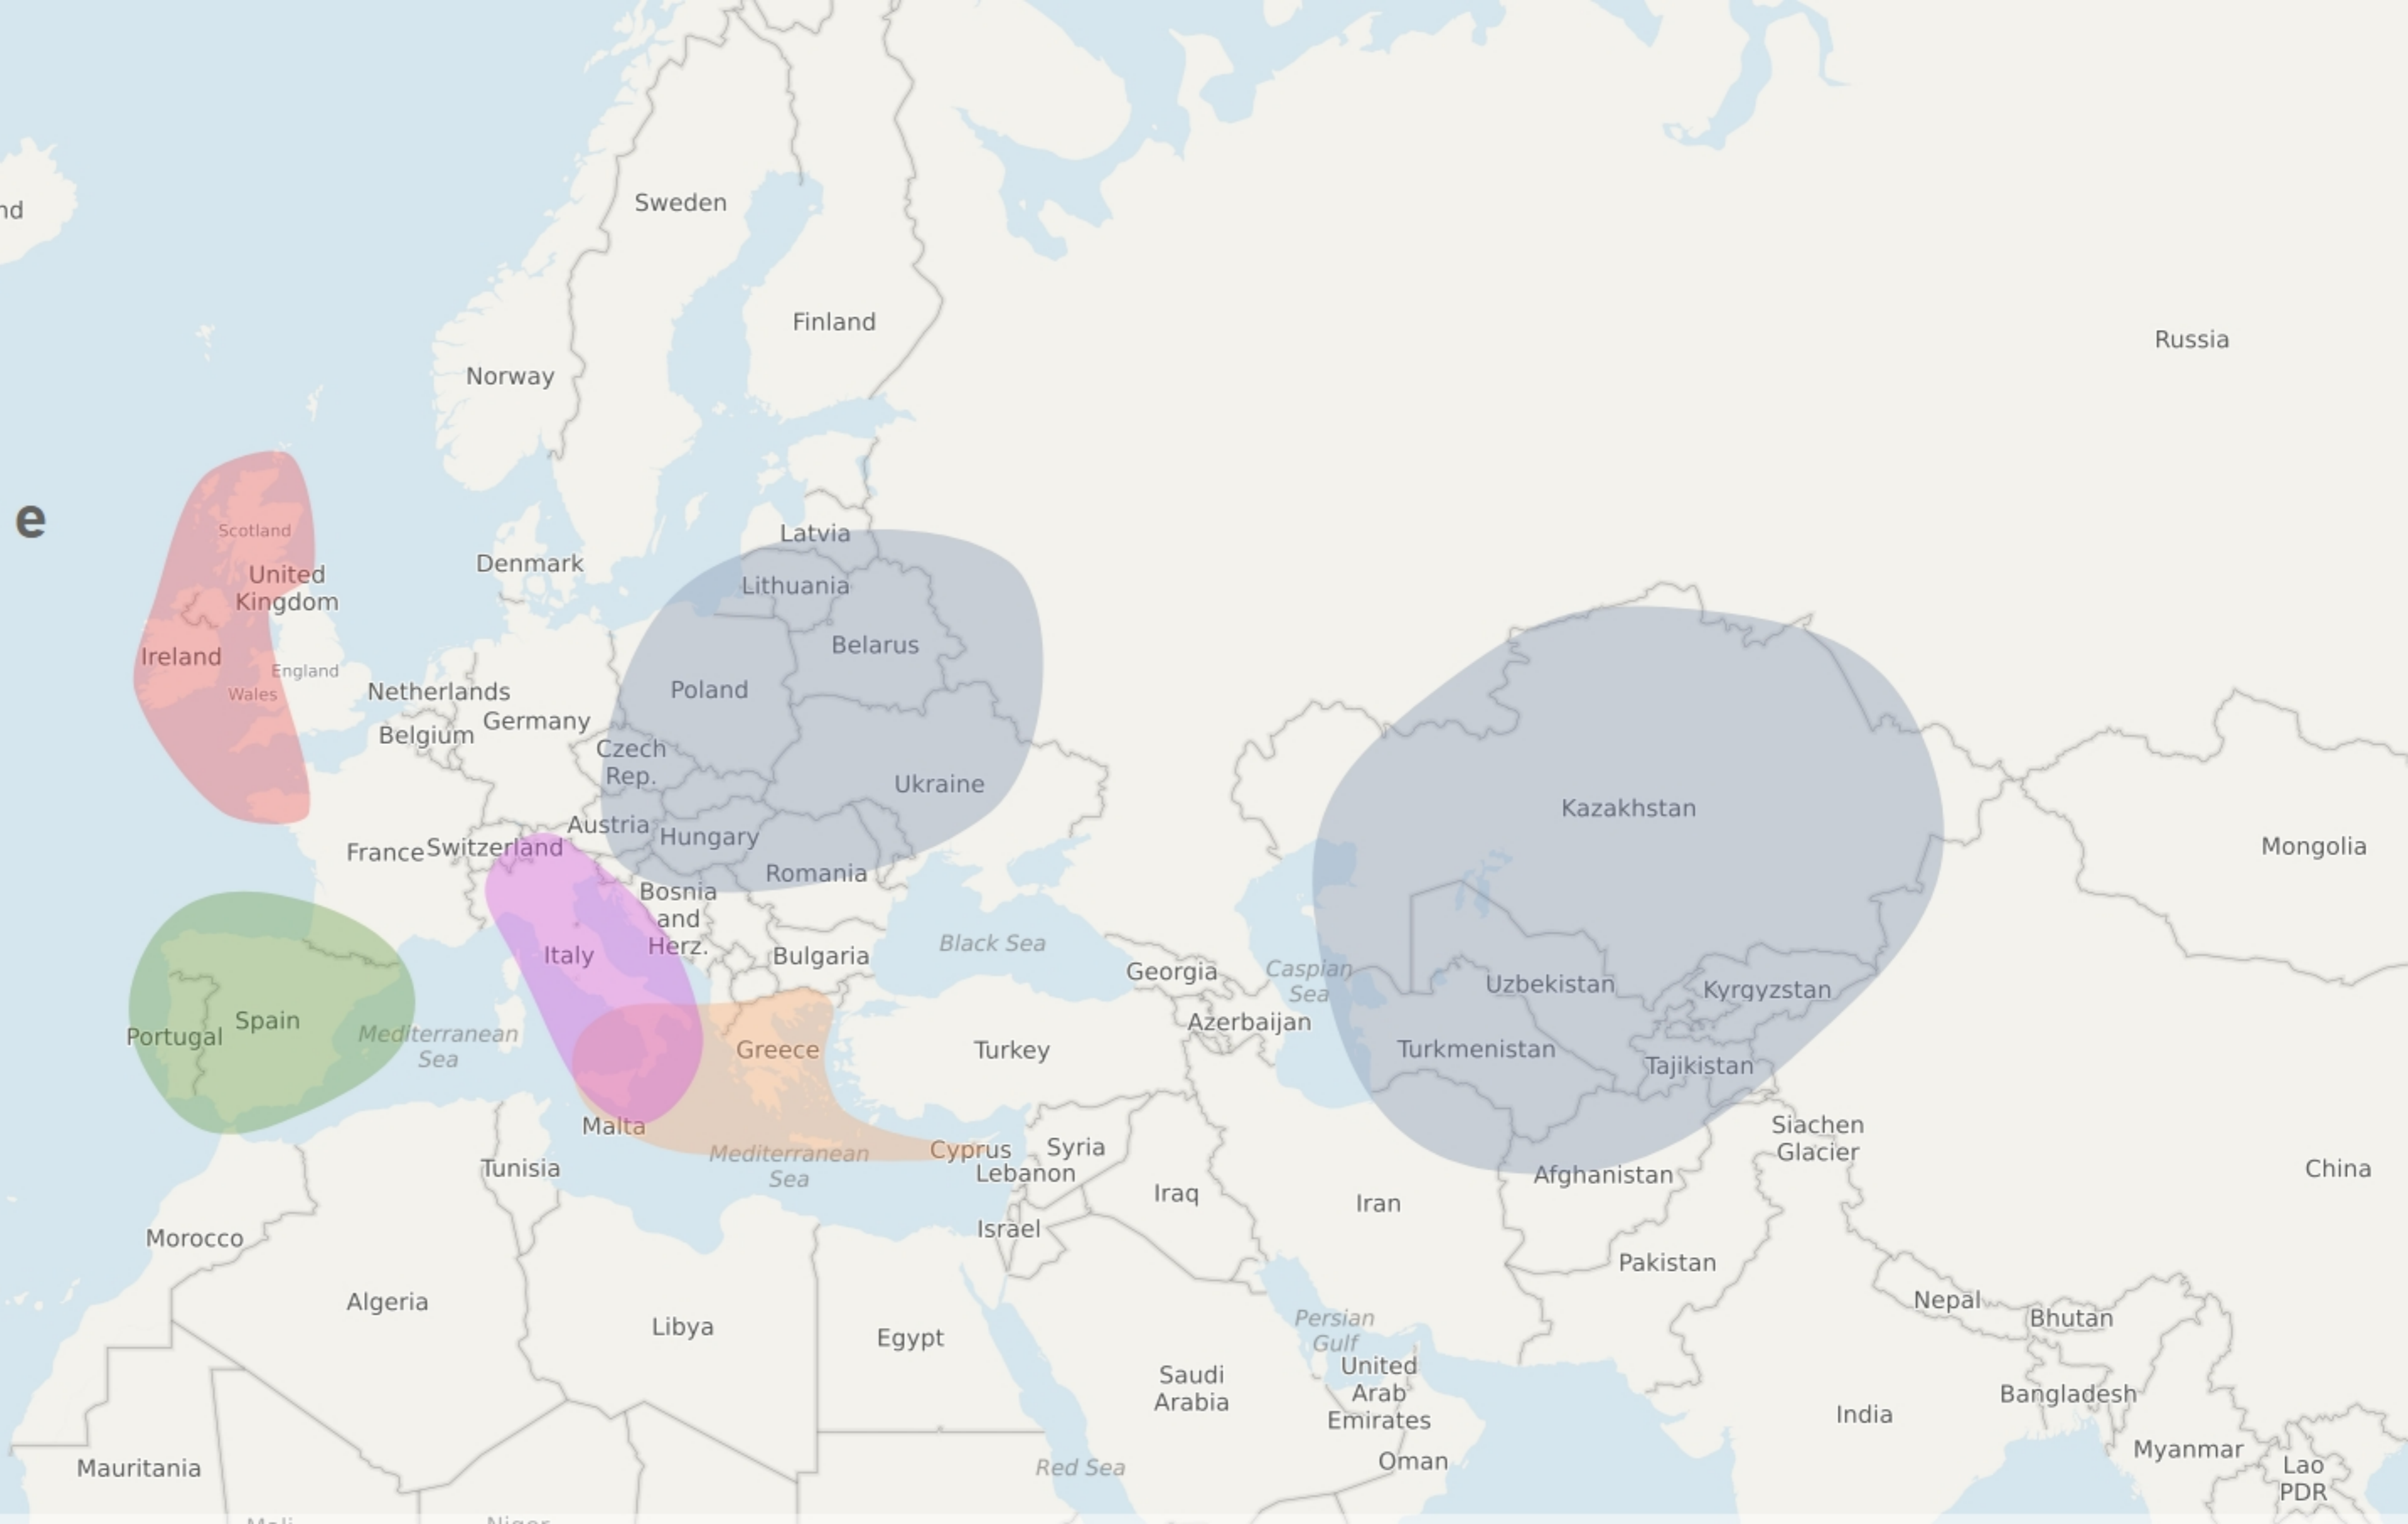 nd
Sweden
Finland
Russia
Norway
e
Scotland
Latvia
Denmark
United
Kingdom
Lithuania
Belarus
Ireland
England
Wales
Netherlands
Poland
Germany
Belgium
Czech
Rep.
Ukraine
Kazakhstan
Austria
Hungary
France
Switzerland
Mongolia
Romania
Bosnia
and
Herz.
Italy
Bulgaria
Black Sea
Georgia
Caspian
Sea
Uzbekistan
Kyrgyzstan
Spain
Portugal
Mediterranean
Sea
Azerbaijan
Greece
Turkey
Turkmenistan
Tajikistan
Malta
Siachen
Glacier
Mediterranean
Sea
Cyprus
Syria
Lebanon
Tunisia
Afghanistan
China
Iraq
Iran
Israel
Morocco
Pakistan
Algeria
Nepal
Bhutan
Libya
Egypt
Persian
Gulf
Saudi
Arabia
United
Arab
Emirates
Bangladesh
India
Oman
Myanmar
Mauritania
Red Sea
Lao
PDR
Mali
Niger